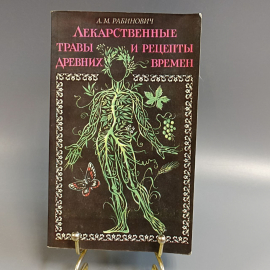 А. М. РАБИНОВИЧ
ЛЕКАРСТВЕННЫЕ
ТРАВЫ И РЕЦЕПТЫ
ДРЕВНИХ ВРЕМЕН